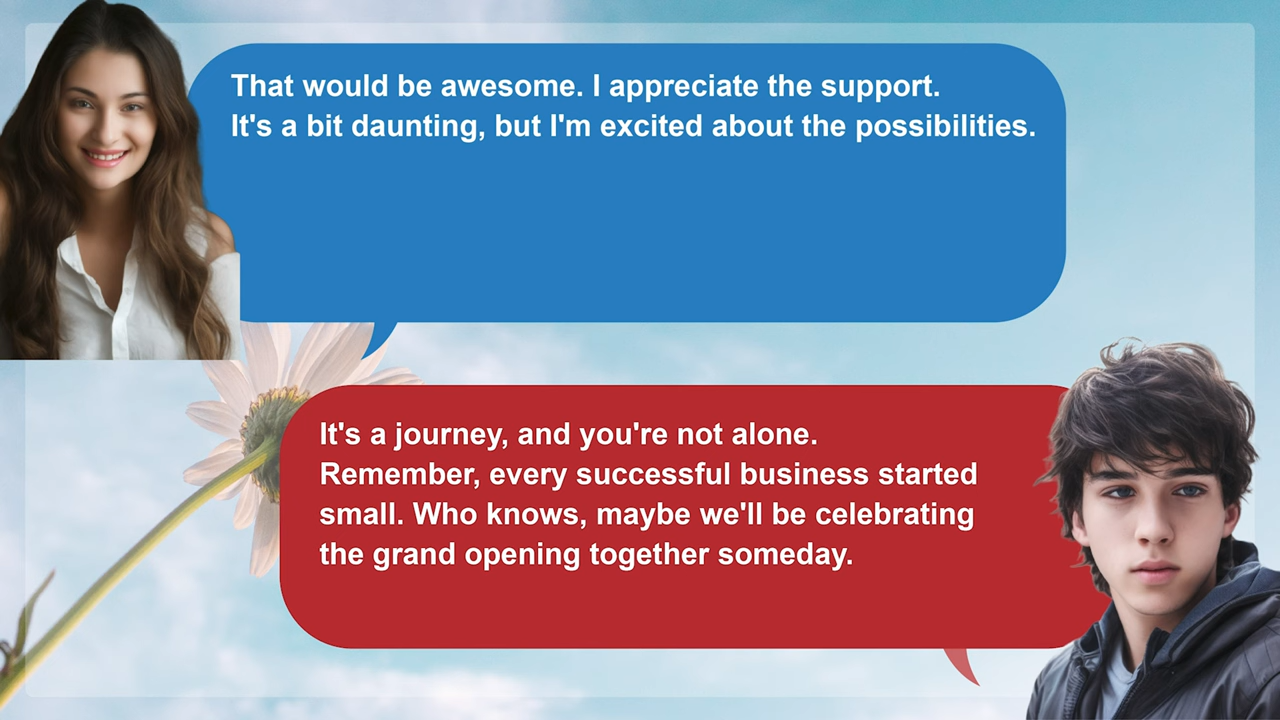 That would be awesome. I appreciate the support.
It's a bit daunting, but I'm excited about the possibilities.
It's a journey, and you're not alone.
Remember, every successful business started
small. Who knows, maybe we'll be celebrating
the grand opening together someday.